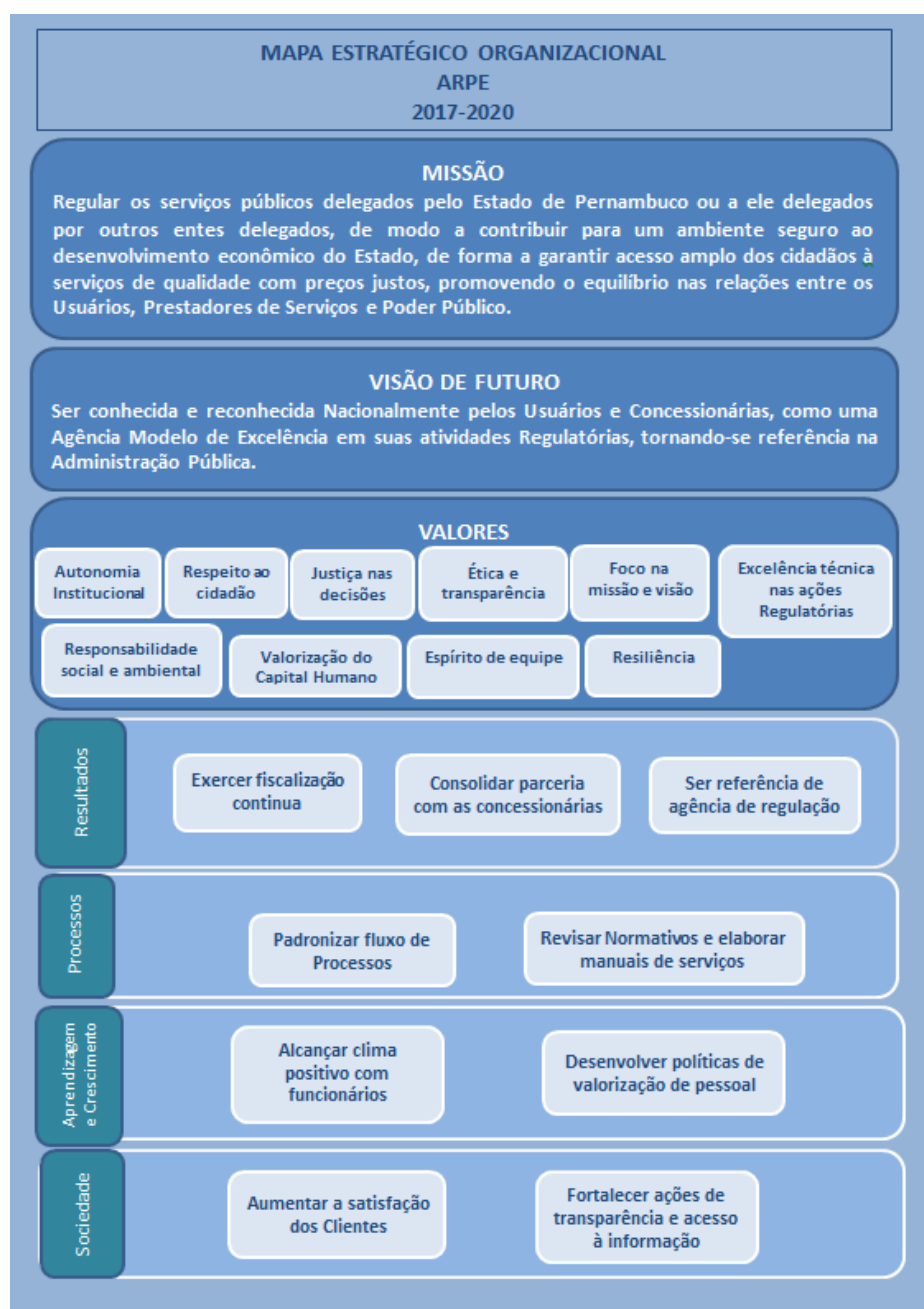 MAPA ESTRATÉGICO ORGANIZACIONAL
ARPE
2017-2020
MISSÃO
Regular os serviços públicos delegados pelo Estado de Pernambuco ou a ele delegados
por outros entes delegados, de modo a contribuir para um ambiente seguro ao
desenvolvimento econômico do Estado, de forma a garantir acesso amplo dos cidadãos à
serviços de qualidade com preços justos, promovendo o equilíbrio nas relações entre os
Usuários, Prestadores de Serviços e Poder Público.
VISÃO DE FUTURO
Ser conhecida e reconhecida Nacionalmente pelos Usuários e Concessionárias, como uma
Agência Modelo de Excelência em suas atividades Regulatórias, tornando-se referência na
Administração Pública.
VALORES
Autonomia
Institucional
Respeito ao
cidadão
Justiça nas
decisões
Ética e
transparência
Foco na
missão e visão
Excelência técnica
nas ações
Regulatórias
Responsabilidade
social e ambiental
Valorização do
Capital Humano
Espírito de equipe
Resiliência
Resultados
Exercer fiscalização
continua
Consolidar parceria
com as concessionárias
Ser referência de
agência de regulação
Processos
Padronizar fluxo de
Processos
Revisar Normativos e elaborar
manuais de serviços
Aprendizagem
e Crescimento
Alcançar clima
positivo com
funcionários
Desenvolver políticas de
valorização de pessoal
Sociedade
Aumentar a satisfação
dos Clientes
Fortalecer ações de
transparência e acesso
à informação